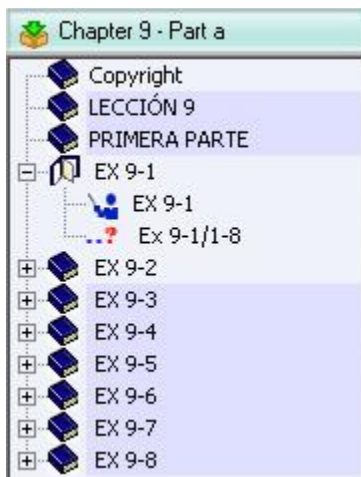 Chapter 9 - Part a
Copyright
LECCIÓN 9
PRIMERA PARTE
EX 9-1
EX 9-1
Ex 9-1/1-8
EX 9-2
EX 9-3
EX 9-4
EX 9-5
EX 9-6
EX 9-7
EX 9-8